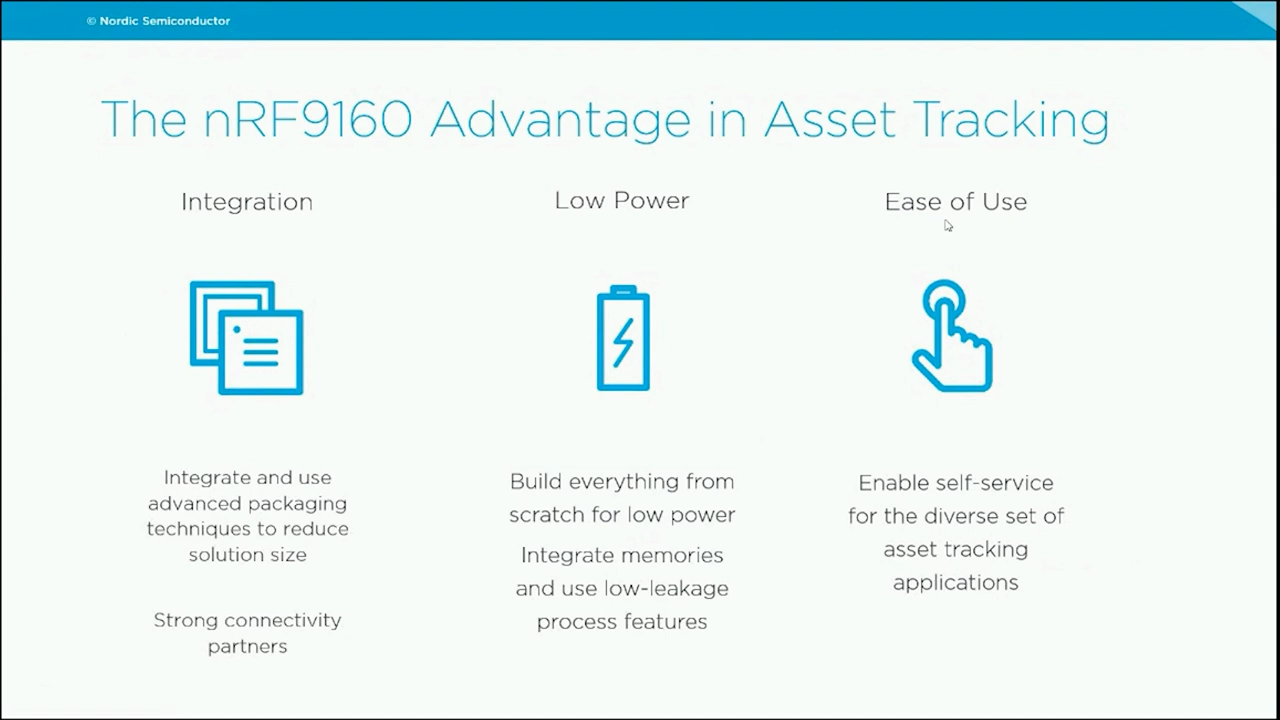 © Nordic Semiconductor
The nRF9160 Advantage in Asset Tracking
Integration
Integrate and use
advanced packaging
techniques to reduce
solution size
Strong connectivity
partners
Low Power
Build everything from
scratch for low power
Integrate memories
and use low-leakage
process features
Ease of Use
Enable self-service
for the diverse set of
asset tracking
applications